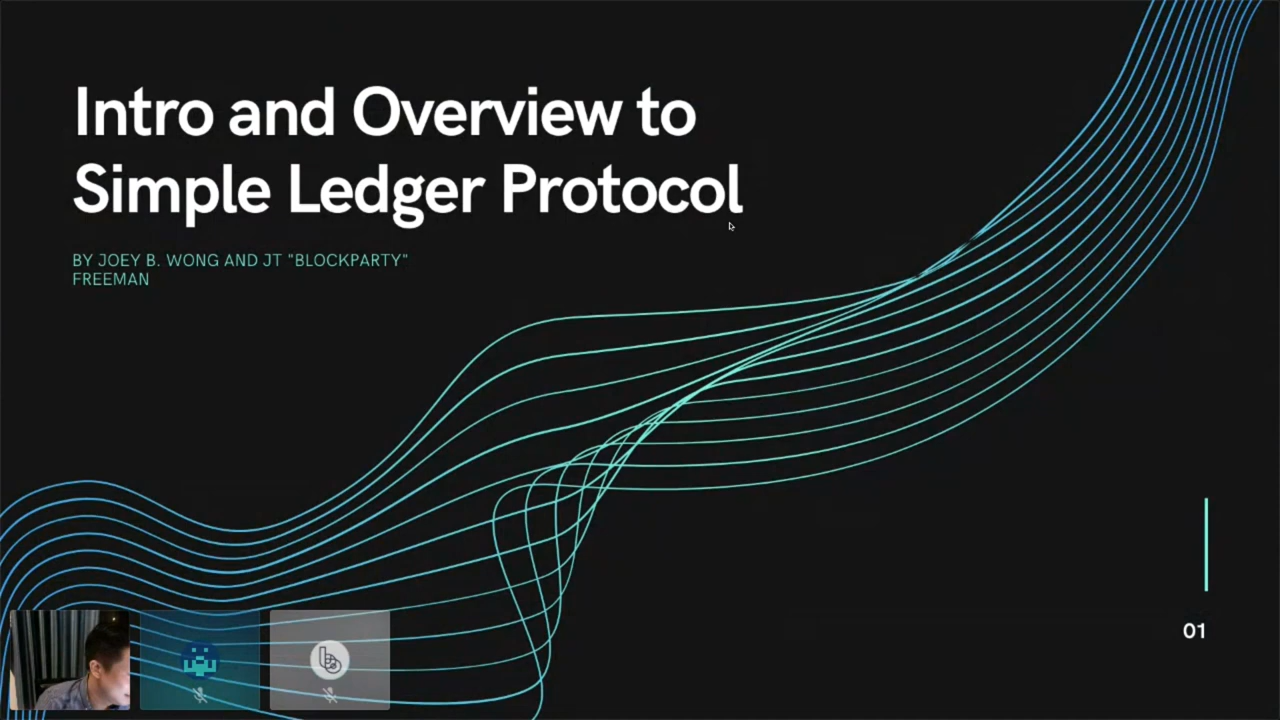 Intro and Overview to
Simple Ledger Protocol
BY JOEY B. WONG AND JT "BLOCKPARTY"
FREEMAN
01